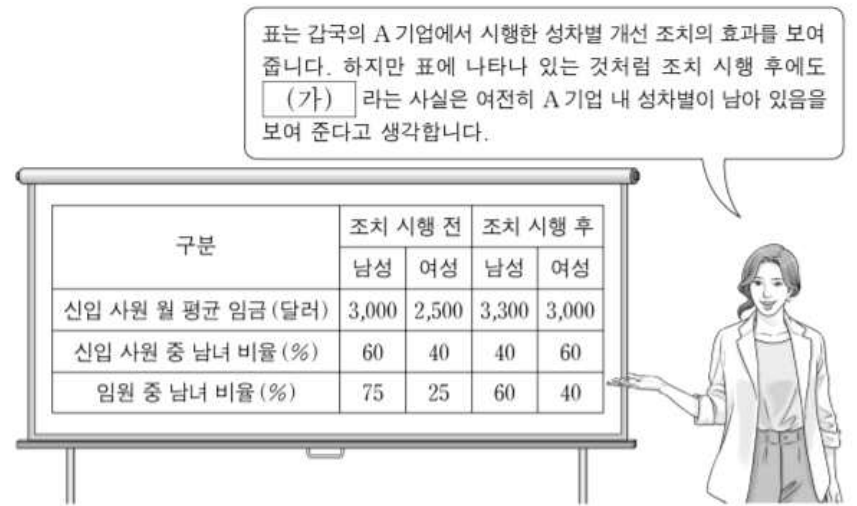 표는 갑국의 A 기업에서 시행한 성차별 개선 조치의 효과를 보여
줍니다. 하지만 표에 나타나 있는 것처럼 조치 시행 후에도
(가) 라는 사실은 여전히 A 기업 내 성차별이 남아 있음을
보여 준다고 생각합니다.
구분 조치 시행 전 조치 시행 후
남성 여성 남성 여성
신입 사원 월 평균 임금(달러) 3,000 2,500 3,300 3,000
신입 사원 중 남녀 비율(%) 60 40 40 60
임원 중 남녀 비율(%) 75 25 60 40